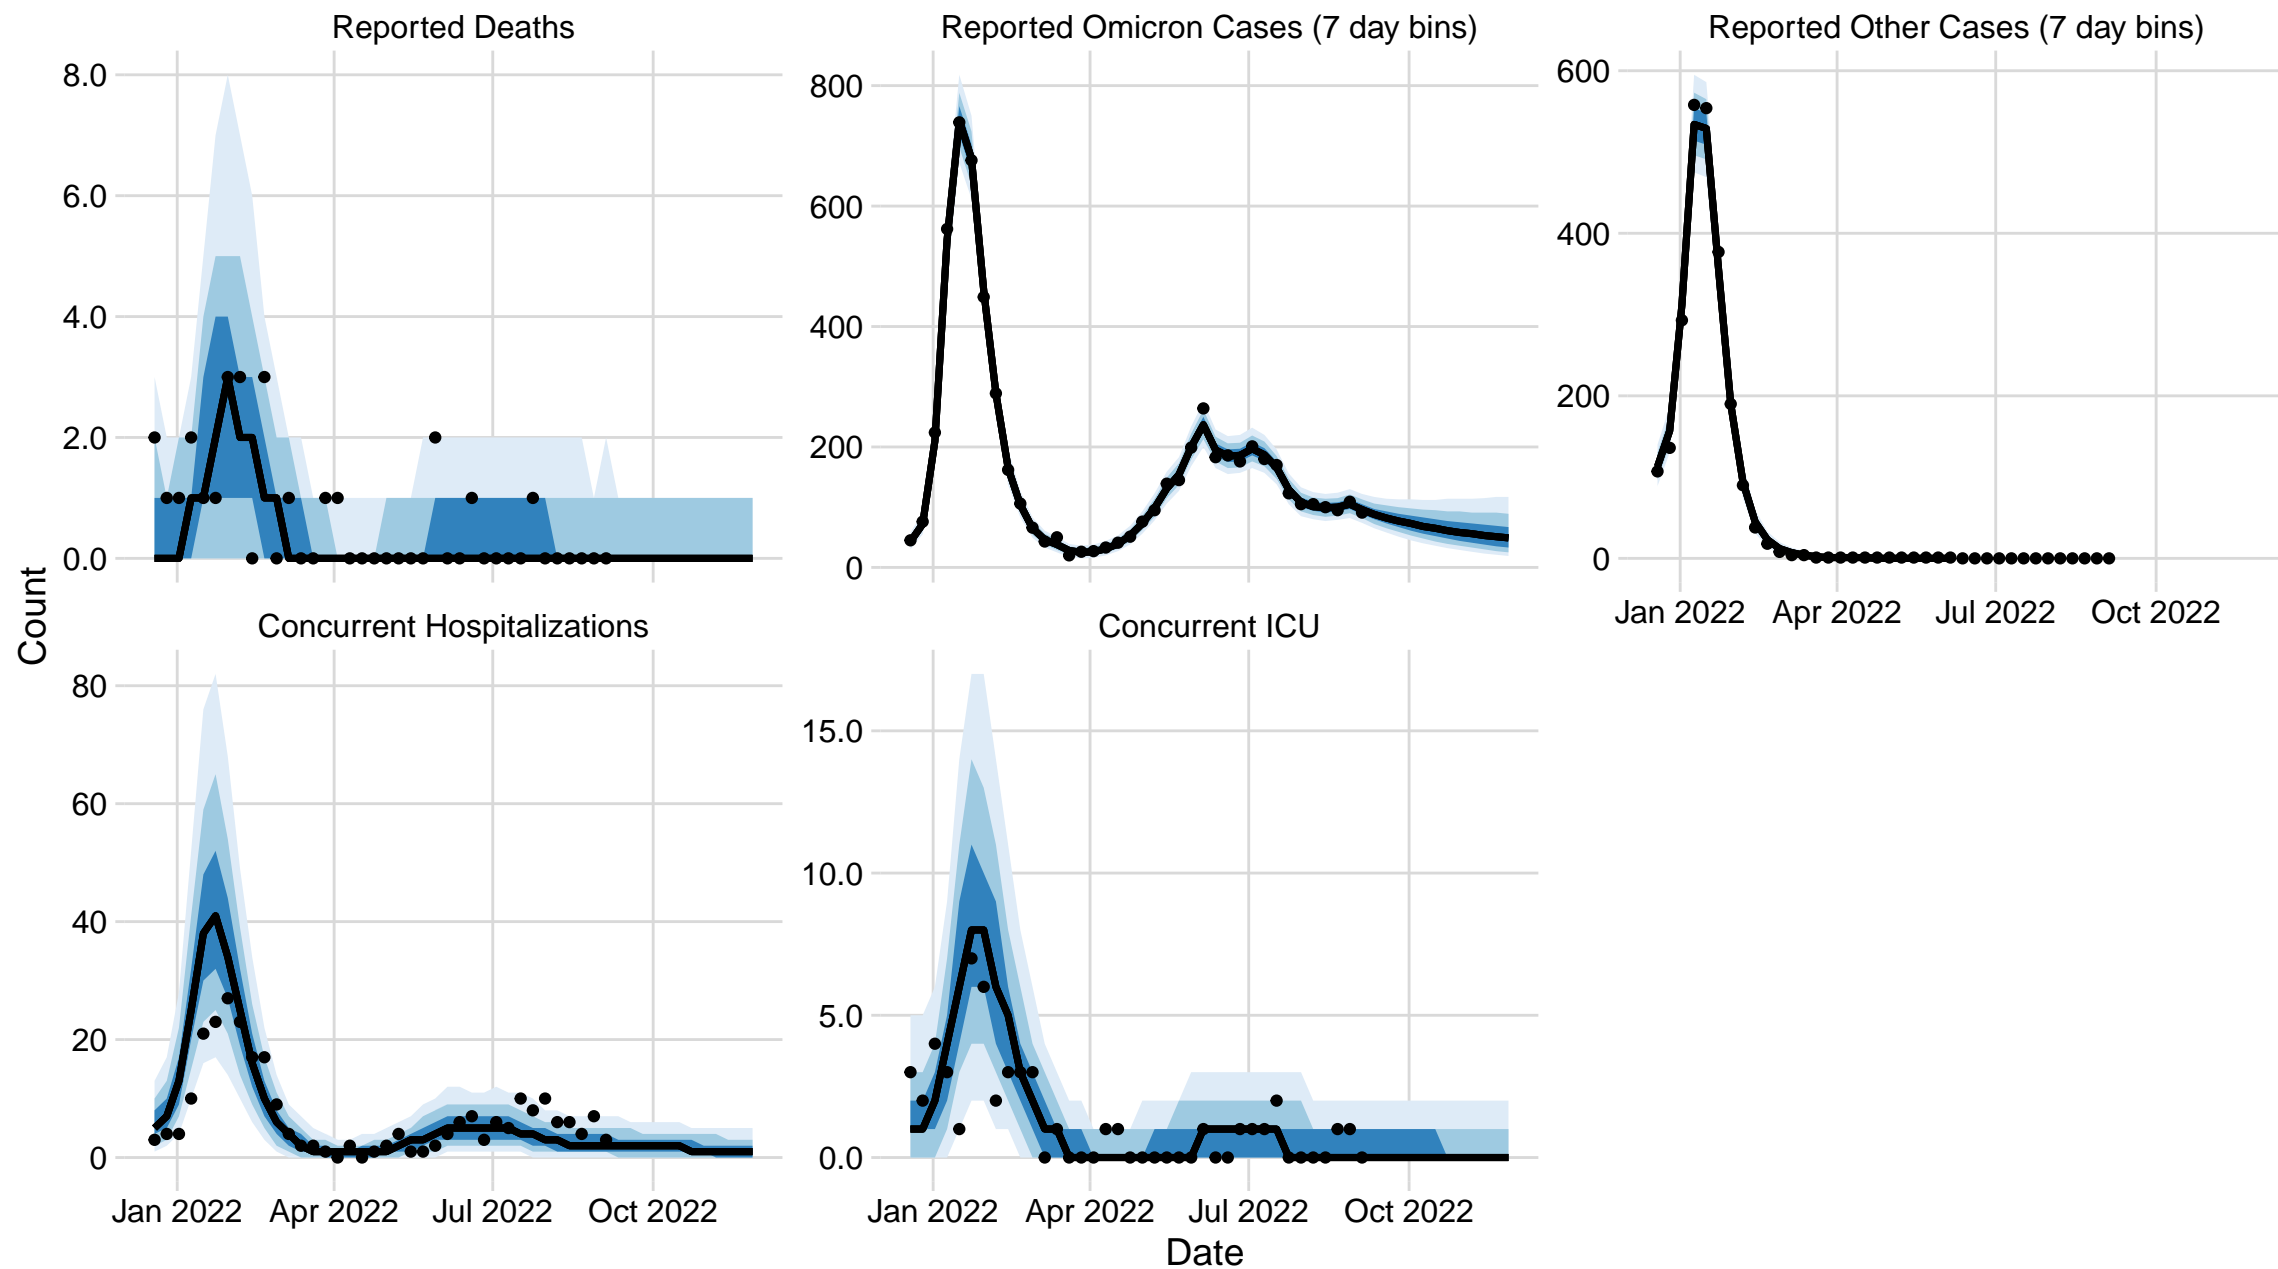 Reported Deaths
Reported Omicron Cases (7 day bins)
Reported Other Cases (7 day bins)
8.0
6.0
4.0
2.0
0.0
800
600
400
200
0
600
400
200
0
Jan 2022 Apr 2022 Jul 2022 Oct 2022
Count
Concurrent Hospitalizations
Concurrent ICU
80
60
40
20
0
15.0
10.0
5.0
0.0
Jan 2022 Apr 2022 Jul 2022 Oct 2022
Jan 2022 Apr 2022 Jul 2022 Oct 2022
Date